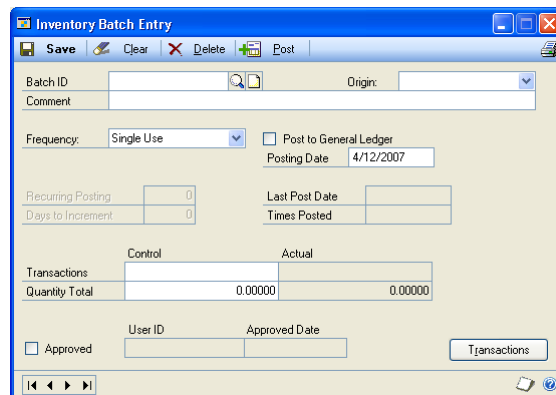 Inventory Batch Entry
Save Clear Delete Post
Batch ID Origin:
Comment
Frequency: Single Use Post to General Ledger
Posting Date 4/12/2007
Recurring Posting 0 Last Post Date
Days to Increment 0 Times Posted
Control Actual
Transactions
Quantity Total 0.00000 0.00000
User ID Approved Date
Approved Transactions